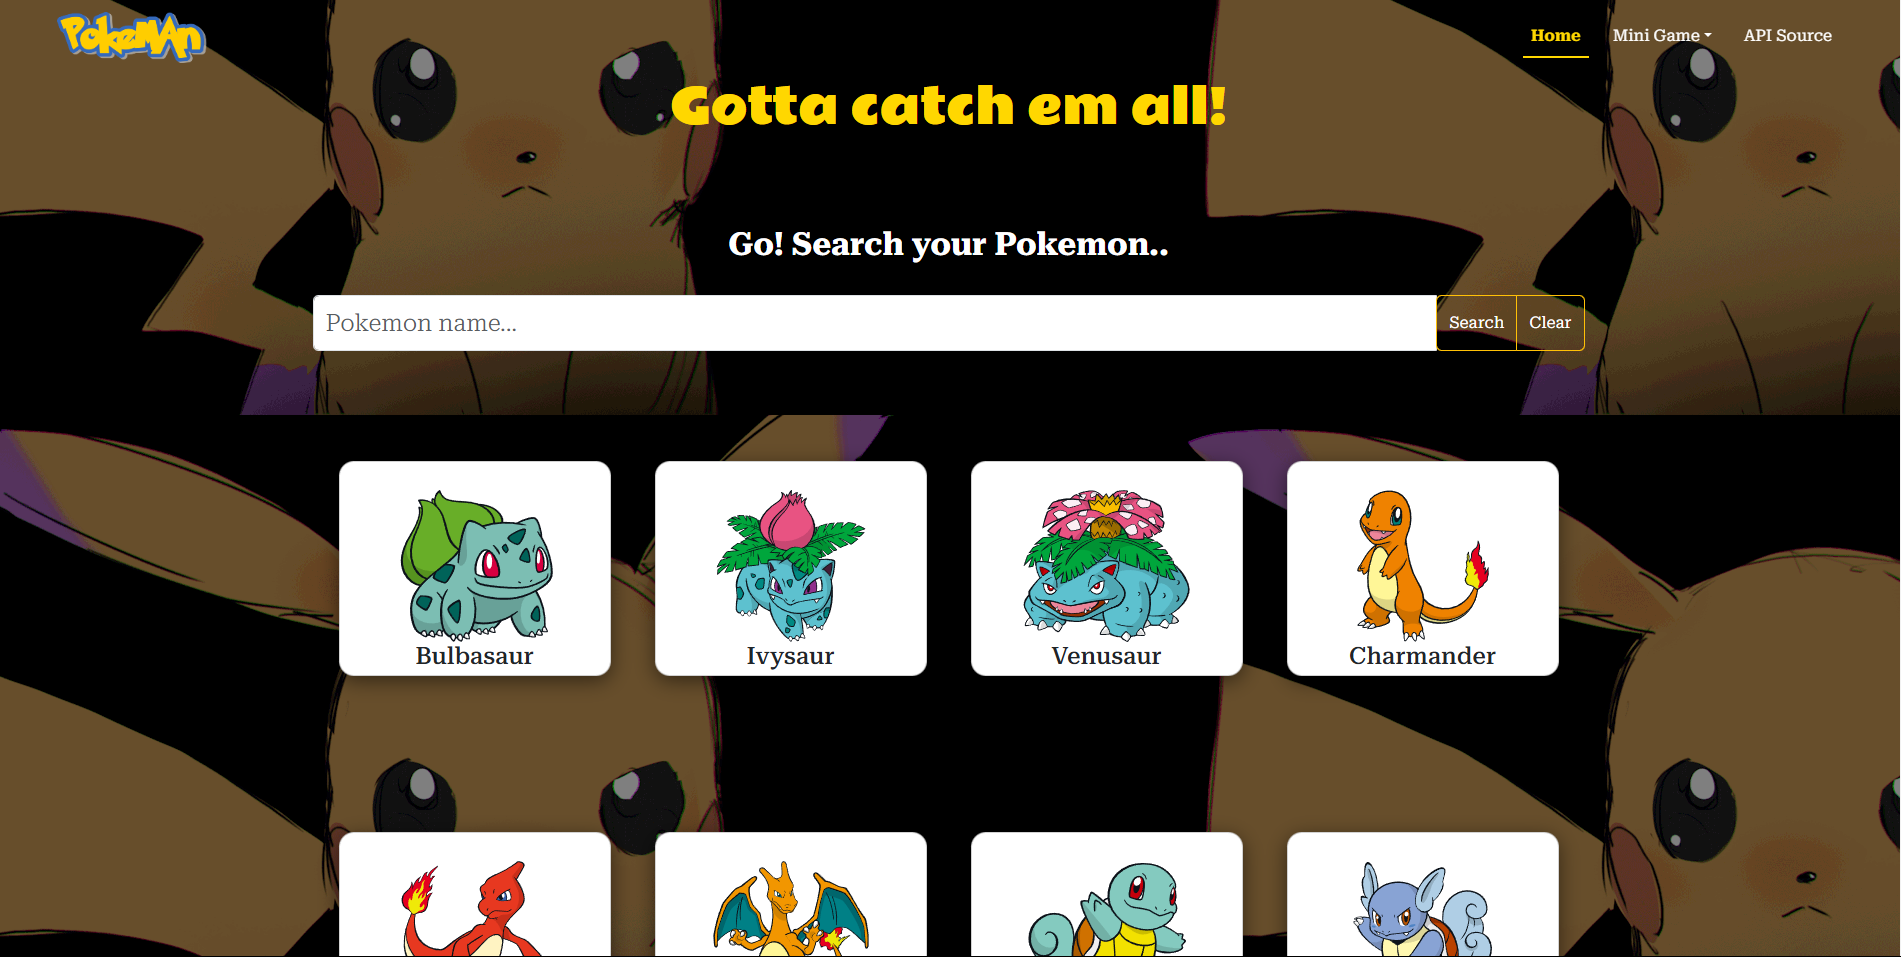 PokeMAn
Home
Mini Game
API Source
Gotta catch em all!
Go! Search your Pokemon..
Pokemon name...
Search
Clear
Bulbasaur
Ivysaur
Venusaur
Charmander